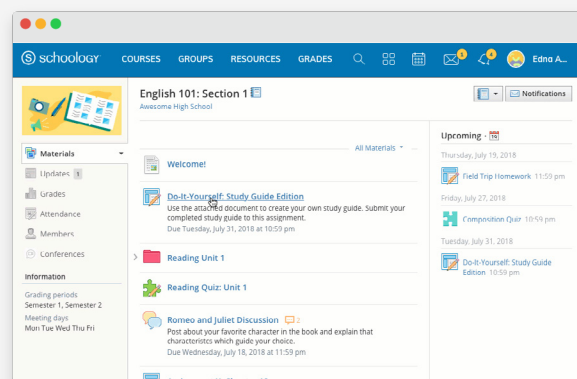 schoology
COURSES GROUPS RESOURCES GRADES
4
Edna A...
English 101: Section 1
Awesome High School
Notifications
All Materials
Materials
Updates 1
Grades
Attendance
Members
Conferences
Information
Grading periods
Semester 1, Semester 2
Meeting days
Mon Tue Wed Thu Fri
Welcome!
Do-It-Yourself: Study Guide Edition
Use the attached document to create your own study guide. Submit your
completed study guide to this assignment.
Due Tuesday, July 31, 2018 at 10:59 pm
Reading Unit 1
Reading Quiz: Unit 1
Romeo and Juliet Discussion 2
Post about your favorite character in the book and explain that
characteristcs which guide your choice.
Due Wednesday, July 18, 2018 at 11:59 pm
Upcoming
Thursday, July 19, 2018
Field Trip Homework 11:59 pm
Friday, July 27, 2018
Composition Quiz 10:59 pm
Tuesday, July 31, 2018
Do-It-Yourself: Study Guide
Edition 10:59 pm